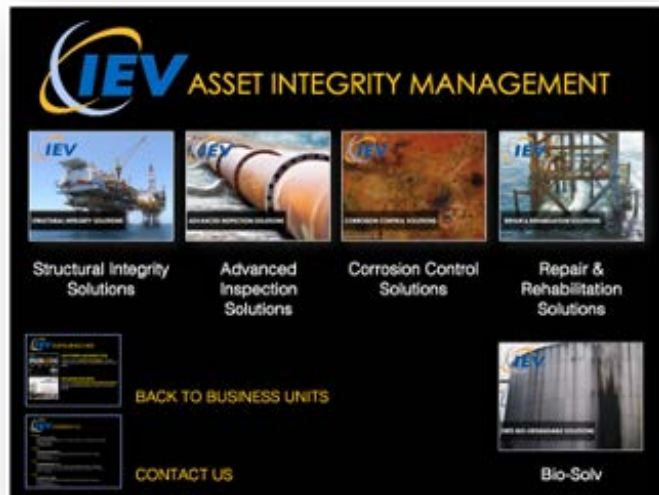 IEV ASSET INTEGRITY MANAGEMENT
IEV
STRUCTURAL INTEGRITY SOLUTIONS
IEV
ADVANCED INSPECTION SOLUTIONS
IEV
CORROSION CONTROL SOLUTIONS
IEV
REPAIR & REHABILITATION SOLUTIONS
Structural Integrity
Solutions
Advanced
Inspection
Solutions
Corrosion Control
Solutions
Repair &
Rehabilitation
Solutions
BACK TO BUSINESS UNITS
IEV
CONTACT US
Bio-Solv